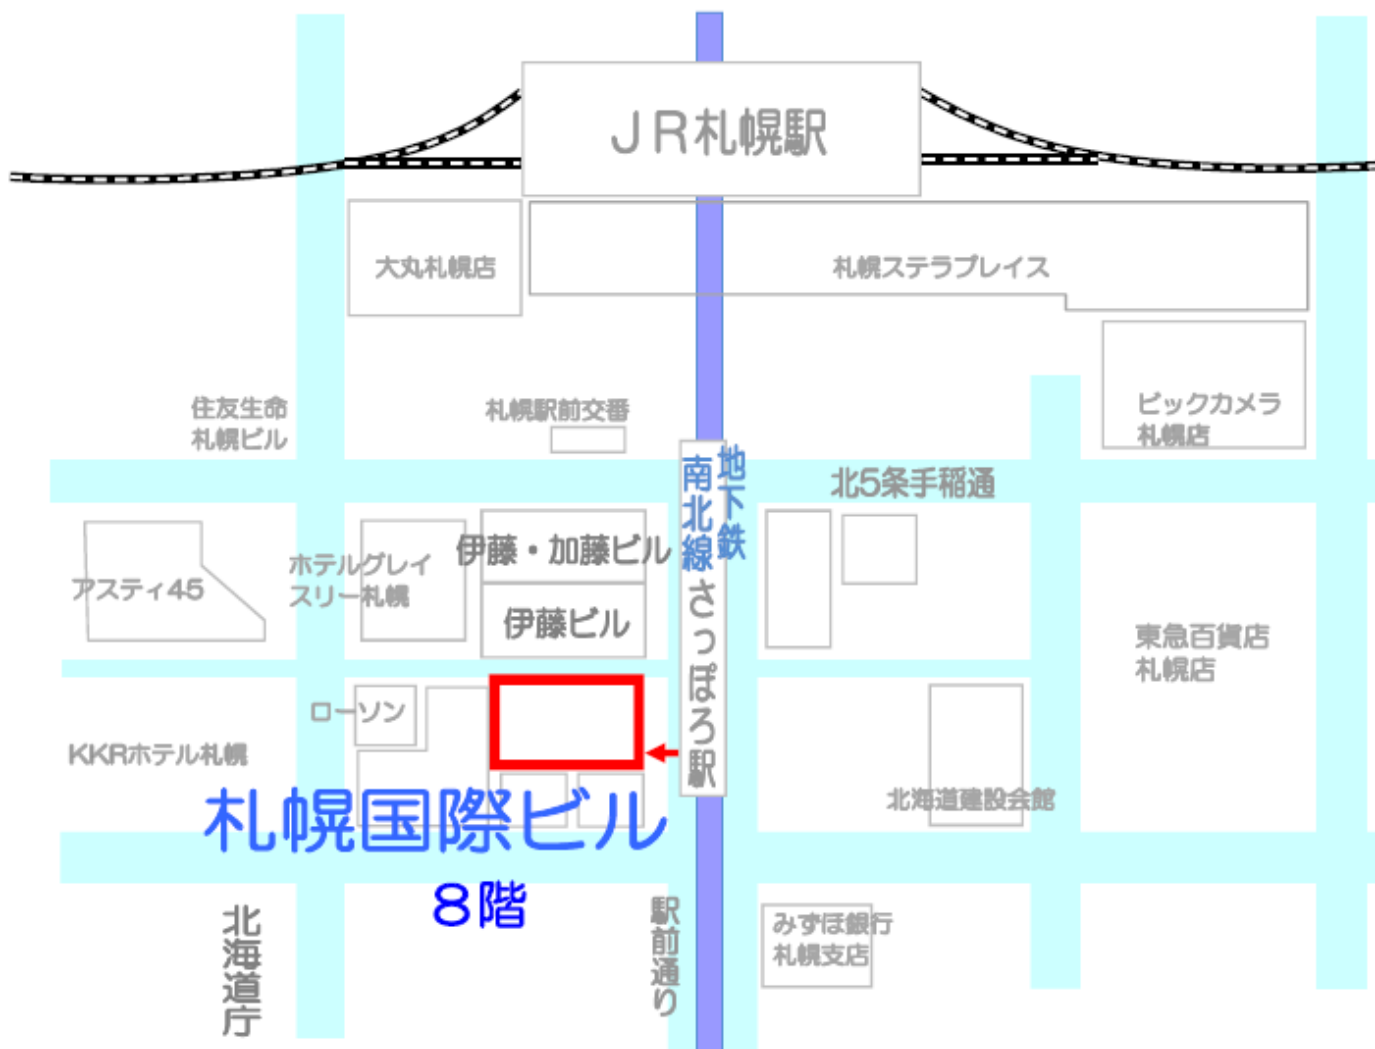 JR札幌駅
大丸札幌店
札幌ステラプレイス
住友生命
札幌ビル
札幌駅前交番
ビックカメラ
札幌店
地下鉄
南北線
さっぽろ駅
北5条手稲通
アスティ45
ホテルグレイ
スリー札幌
伊藤・加藤ビル
伊藤ビル
東急百貨店
札幌店
ローソン
KKRホテル札幌
札幌国際ビル
8階
北海道建設会館
北海道庁
駅前通り
みずほ銀行
札幌支店